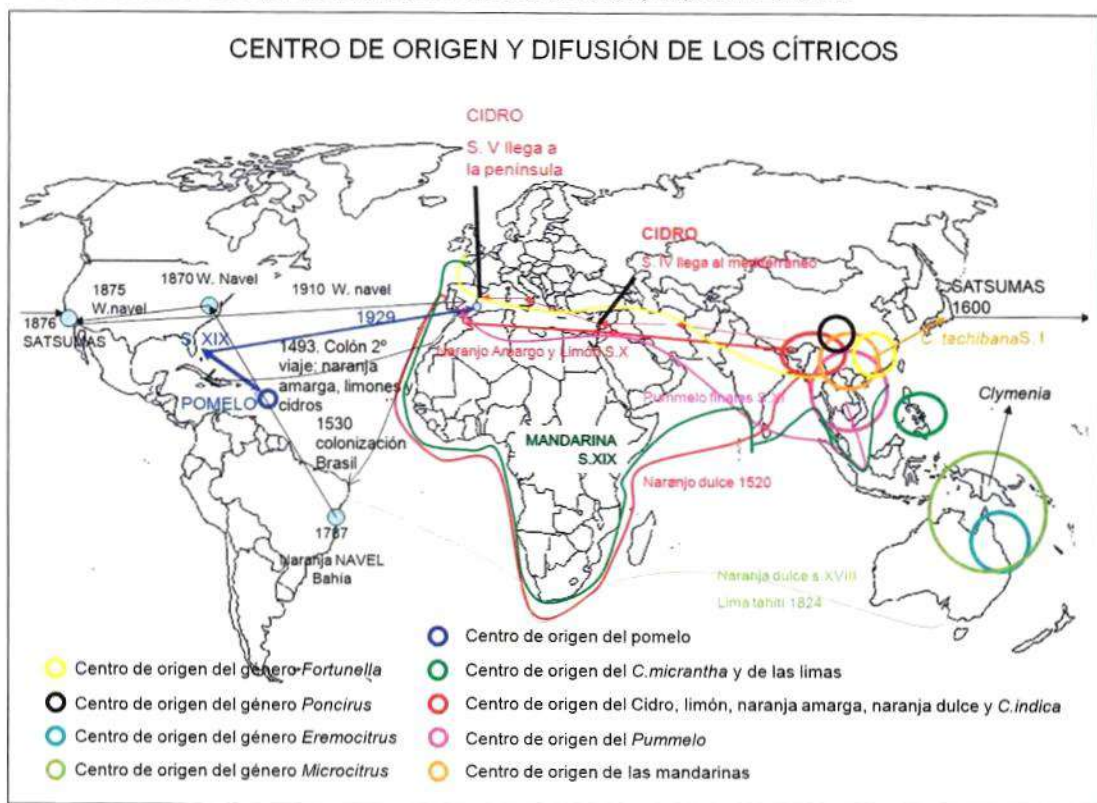 CENTRO DE ORIGEN Y DIFUSIÓN DE LOS CÍTRICOS
CIDRO
S. V llega a
la península
CIDRO
S. IV llega al mediterraneo
1870 W. Navel
1875
W.navel
1910 W. navel
1929
1876
SATSUMAS
SATSUMAS
1600
C. tachibana S. I
S. XIX
POMELO
1493. Colón 2º
viaje: naranja
amarga, limones y
cidros
Naranjo Amargo y Limón S.X
Pummelo finales
Clymenia
1530
colonización
Brasil
MANDARINA
S.XIX
Naranjo dulce 1520
1787
Naranja NAVEL
Bahía
Naranja dulce s.XVIII
Lima tahiti 1824
Centro de origen del género Fortunella
Centro de origen del género Poncirus
Centro de origen del género Eremocitrus
Centro de origen del género Microcitrus
Centro de origen del pomelo
Centro de origen del C.micrantha y de las limas
Centro de origen del Cidro, limón, naranja amarga, naranja dulce y C.indica
Centro de origen del Pummelo
Centro de origen de las mandarinas